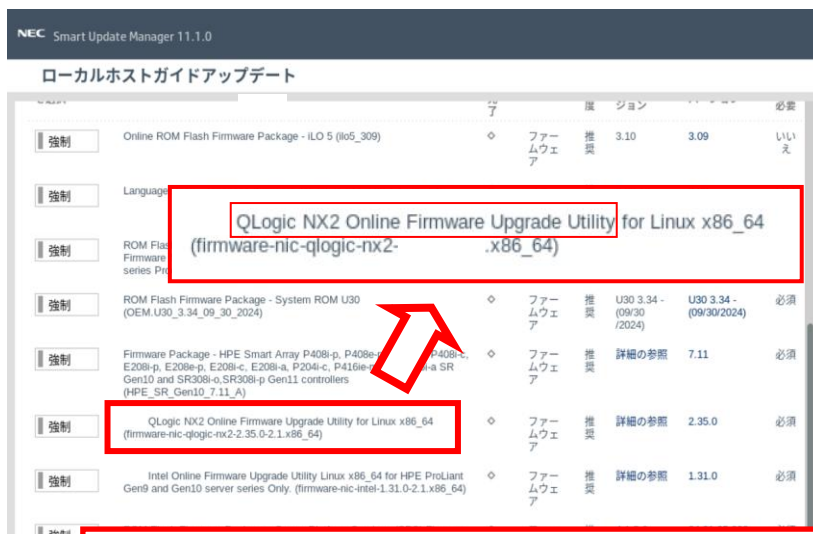 NEC Smart Update Manager 11.1.0
ローカルホストガイドアップデート
了 度 ジョン 必要
強制 Online ROM Flash Firmware Package - iLO 5 (ilo5_309) ファー 推 3.10 3.09 いい
ムウェ 奨 え
ア
強制 Language
QLogic NX2 Online Firmware Upgrade Utility for Linux x86_64
(firmware-nic-qlogic-nx2- .x86_64)
強制 ROM Flas
Firmware
series Pro
強制 ROM Flash Firmware Package - System ROM U30 ファー 推 U30 3.34 - U30 3.34 - 必須
(OEM.U30_3.34_09_30_2024) ムウェ 奨 (09/30 (09/30/2024)
ア /2024)
強制 Firmware Package - HPE Smart Array P408i-p, P408e-p P408i-c, ファー 推 詳細の参照 7.11 必須
E208i-p, E208e-p, E208i-c, E208i-a, P204i-c, P416ie-m i-a SR ムウェ 奨
Gen10 and SR308i-o,SR308i-p Gen11 controllers ア
(HPE_SR_Gen10_7.11_A)
強制 QLogic NX2 Online Firmware Upgrade Utility for Linux x86_64 ファー 推 詳細の参照 2.35.0 必須
(firmware-nic-qlogic-nx2-2.35.0-2.1.x86_64) ムウェ 奨
ア
強制 Intel Online Firmware Upgrade Utility Linux x86_64 for HPE ProLiant ファー 推 詳細の参照 1.31.0 必須
Gen9 and Gen10 server series Only. (firmware-nic-intel-1.31.0-2.1.x86_64) ムウェ 奨
ア